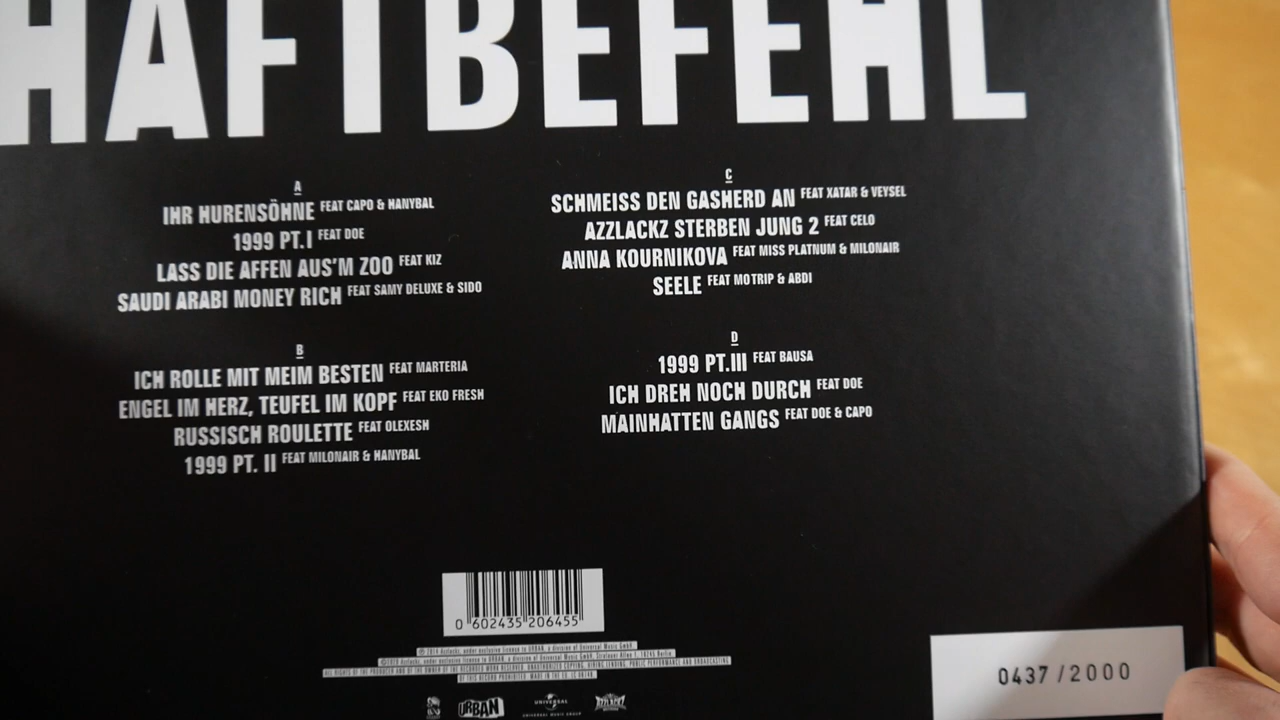 HAFTBEFEHL
A
IHR HURENSÖHNE FEAT CAPO & HANYBAL
1999 PT.I FEAT DOE
LASS DIE AFFEN AUS'M ZOO FEAT KIZ
SAUDI ARABI MONEY RICH FEAT SAMY DELUXE & SIDO
B
ICH ROLLE MIT MEIM BESTEN FEAT MARTERIA
ENGEL IM HERZ, TEUFEL IM KOPF FEAT EKO FRESH
RUSSISCH ROULETTE FEAT OLEXESH
1999 PT. II FEAT MILONAIR & HANYBAL
C
SCHMEISS DEN GASHERD AN FEAT XATAR & VEYSEL
AZZLACKZ STERBEN JUNG 2 FEAT CELO
ANNA KOURNIKOVA FEAT MISS PLATNUM & MILONAIR
SEELE FEAT MOTRIP & ABDI
D
1999 PT.III FEAT BAUSA
ICH DREH NOCH DURCH FEAT DOE
MAINHATTEN GANGS FEAT DOE & CAPO
0 602435 206455
URBAN
UNIVERSAL
UNIVERSAL MUSIC GROUP
0437 / 2000